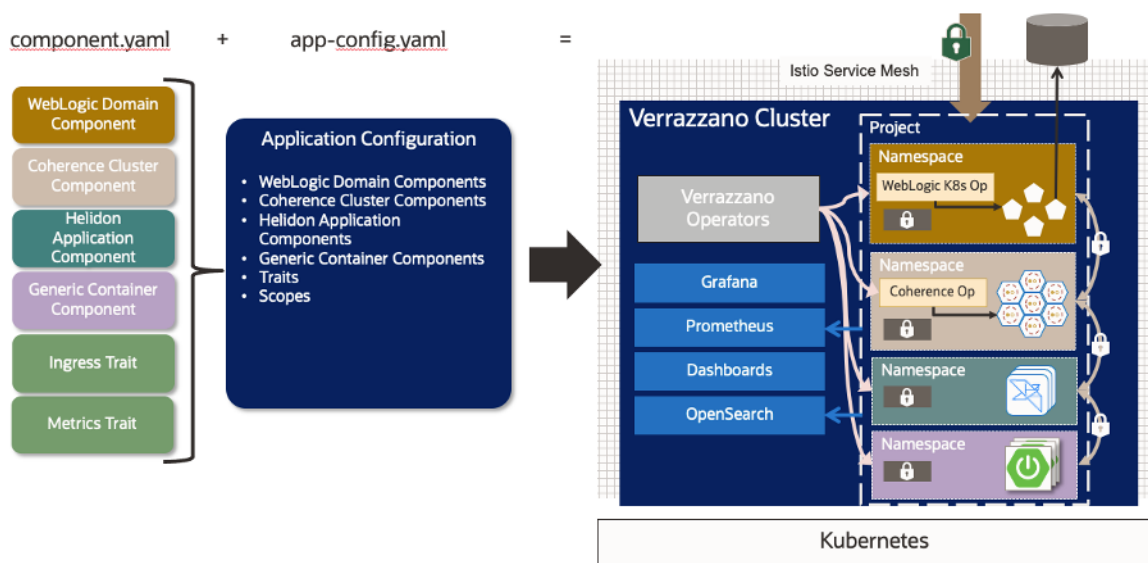 component.yaml + app-config.yaml =
WebLogic Domain
Component
Coherence Cluster
Component
Helidon
Application
Component
Generic Container
Component
Ingress Trait
Metrics Trait
Application Configuration
• WebLogic Domain Components
• Coherence Cluster Components
• Helidon Application
Components
• Generic Container Components
• Traits
• Scopes
Istio Service Mesh
Verrazzano Cluster
Verrazzano
Operators
Grafana
Prometheus
Dashboards
OpenSearch
Project
Namespace
WebLogic K8s Op
Namespace
Coherence Op
Namespace
Namespace
Kubernetes